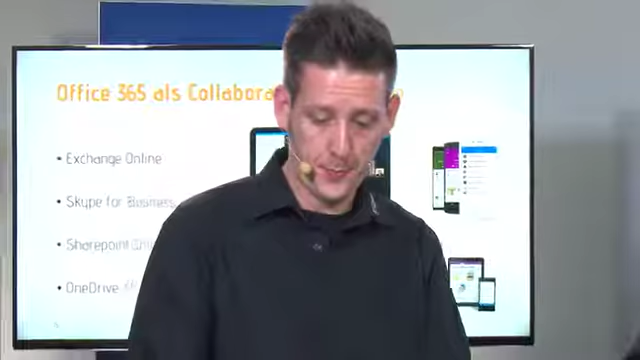 Office 365 als Collabora
• Exchange Online
• Skype for Business
• Sharepoint
• OneDrive